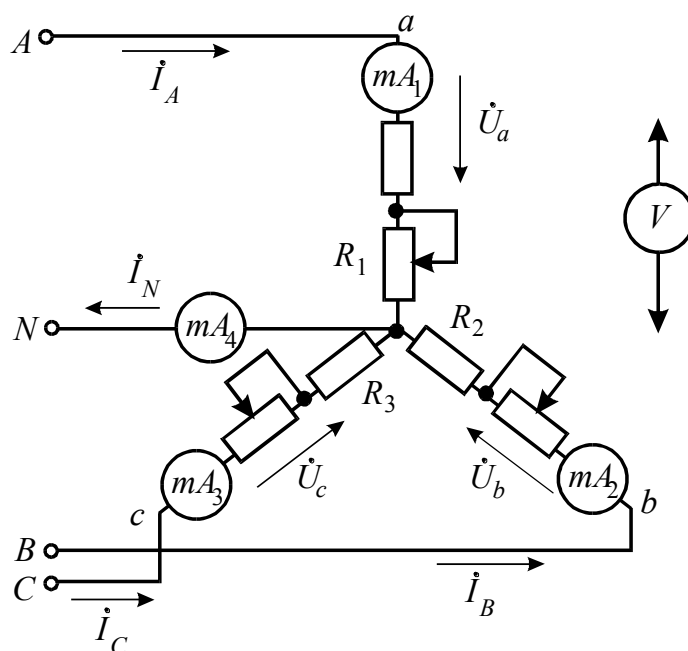 a
A
mA₁
İ_A
U̇_a
V
R₁
İ_N
N
mA₄
R₂
R₃
mA₃
U̇_c
U̇_b
mA₂
c
b
B
C
İ_B
İ_C